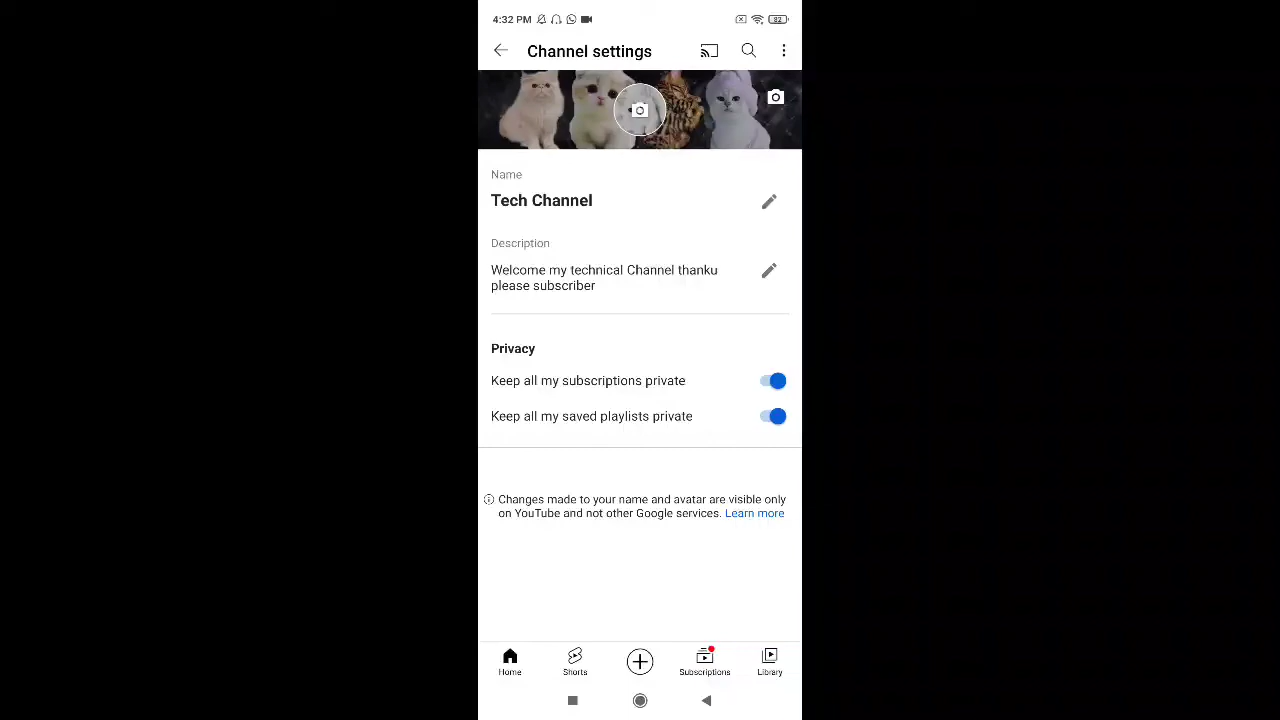 4:32 PM
82
Channel settings
Name
Tech Channel
Description
Welcome my technical Channel thanku
please subscriber
Privacy
Keep all my subscriptions private
Keep all my saved playlists private
Changes made to your name and avatar are visible only
on YouTube and not other Google services. Learn more
Home
Shorts
Subscriptions
Library